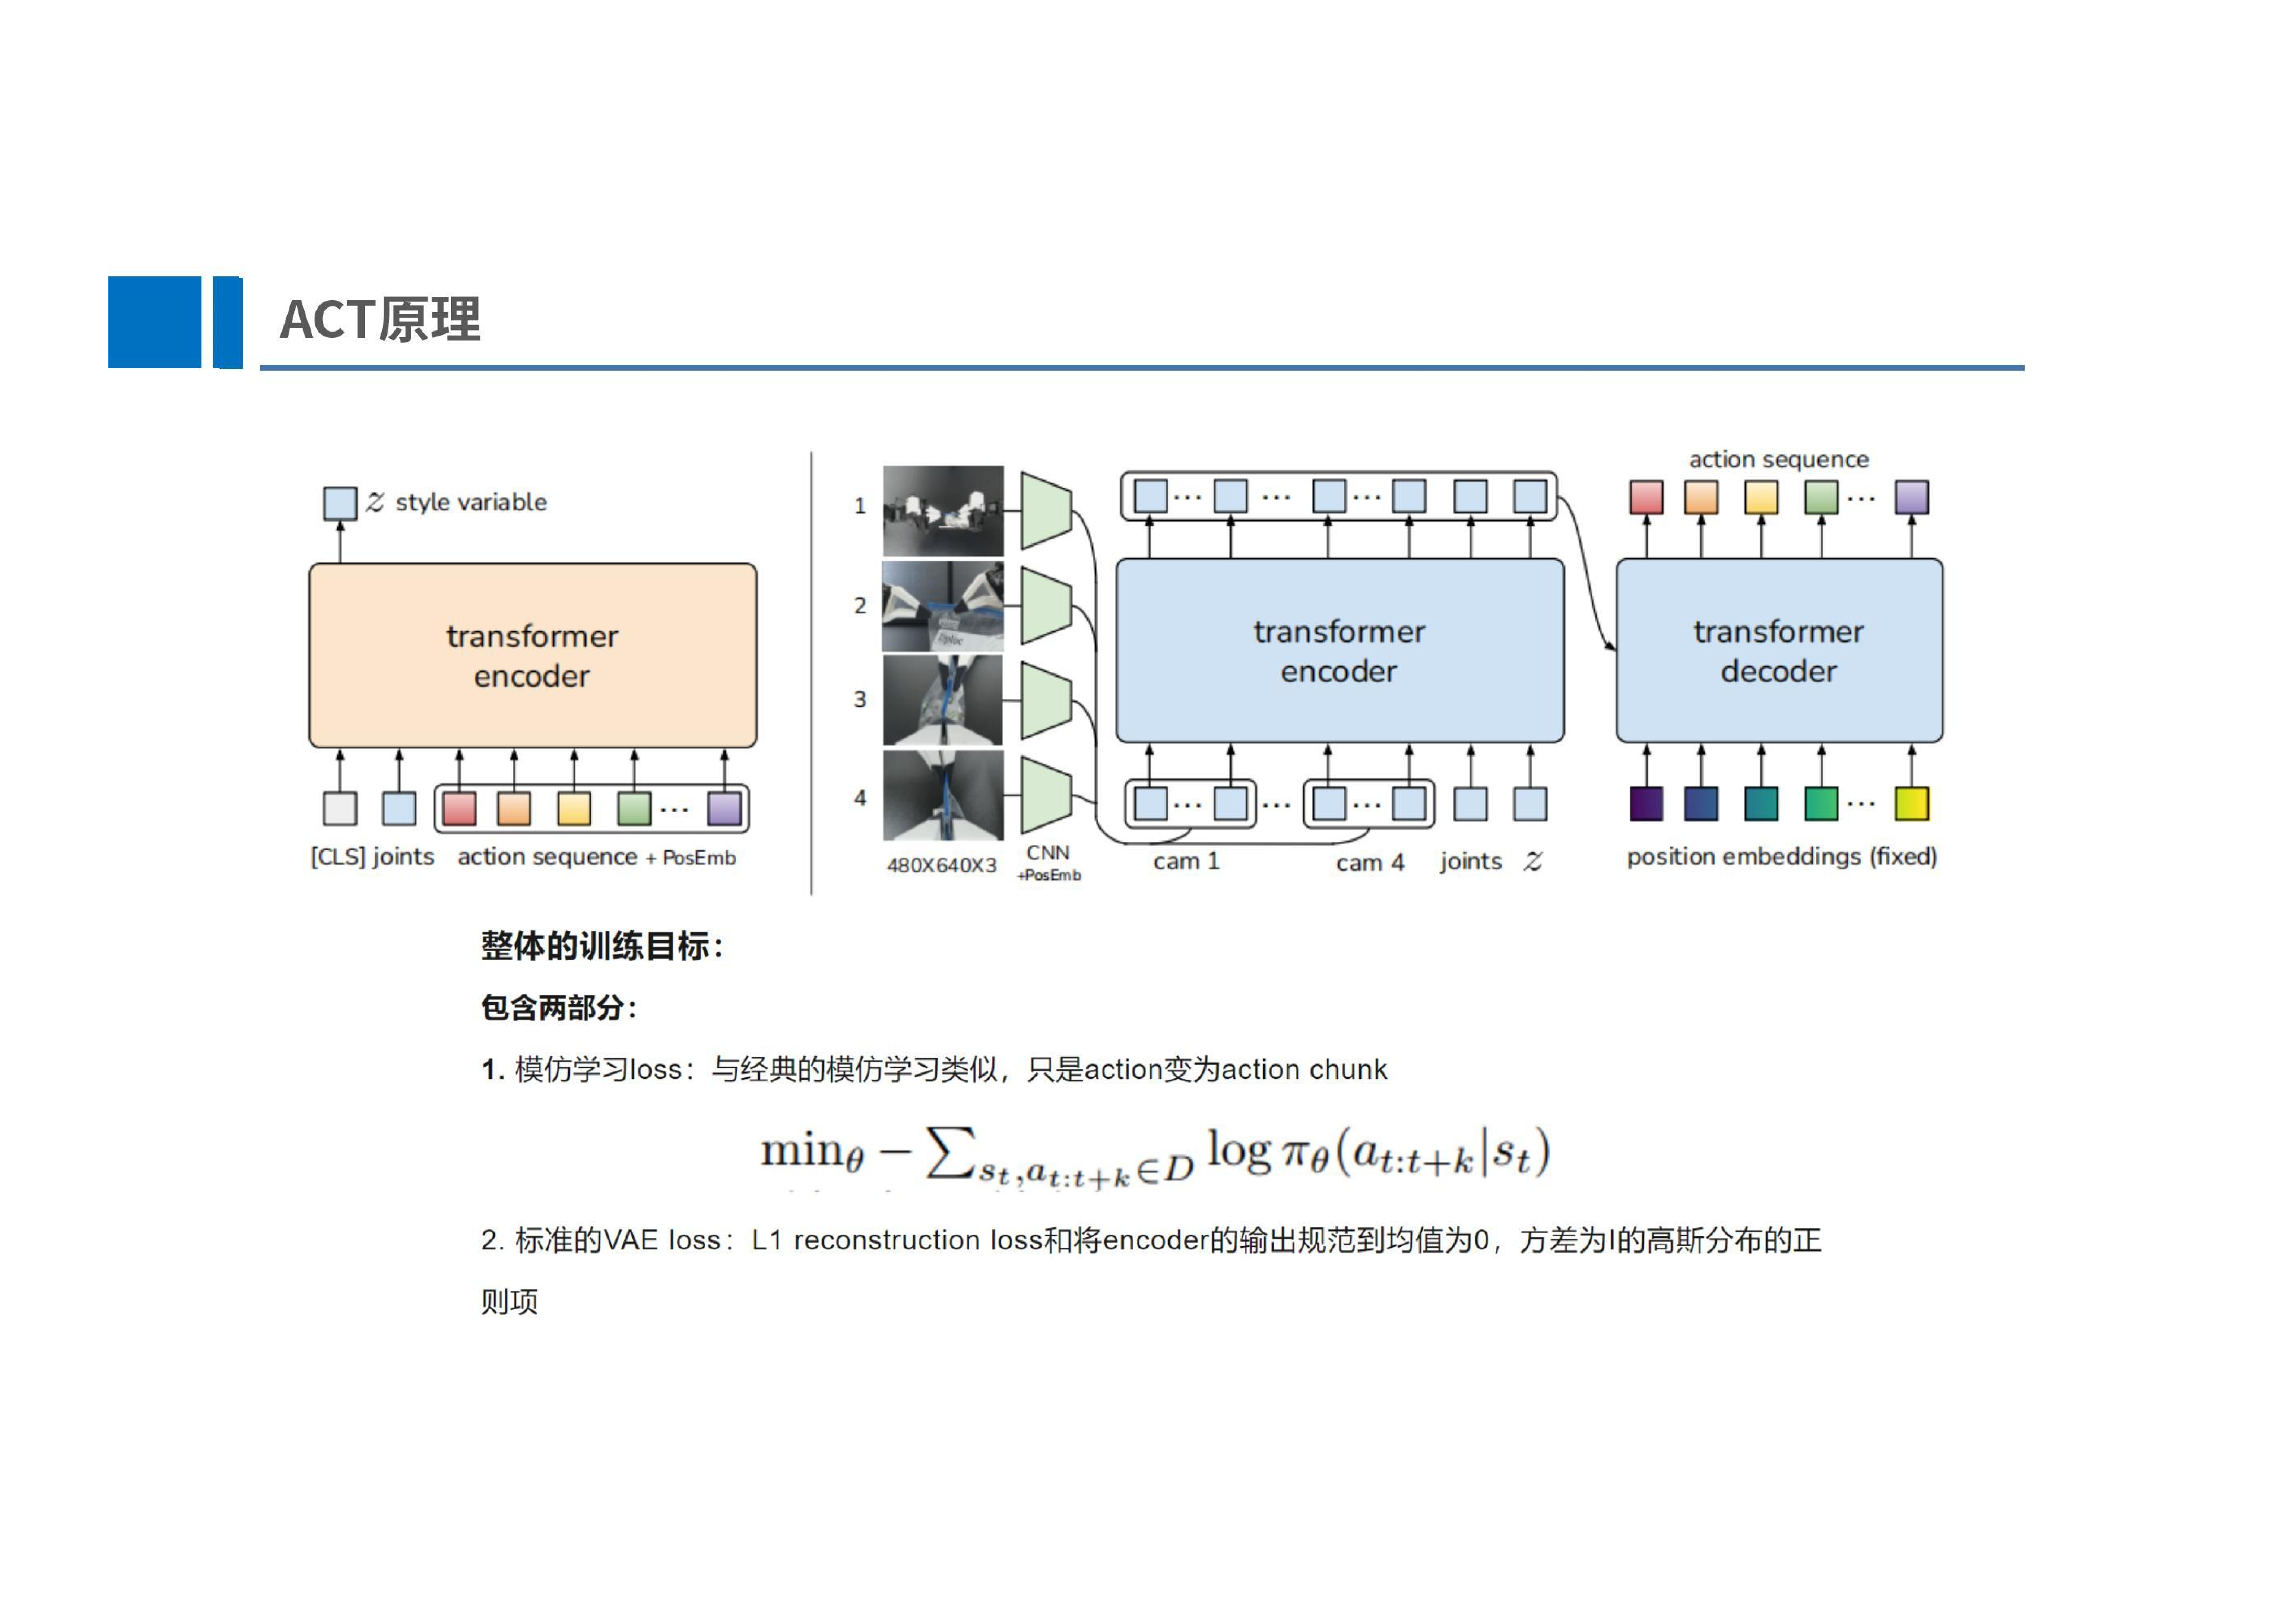 ACT原理
z style variable
transformer
encoder
[CLS] joints action sequence + PosEmb
1
2
3
4
480X640X3
CNN
+PosEmb
transformer
encoder
cam 1
cam 4
joints
z
action sequence
transformer
decoder
position embeddings (fixed)
整体的训练目标：
包含两部分：
1. 模仿学习loss：与经典的模仿学习类似，只是action变为action chunk
min_θ − ∑_{s_t,a_{t:t+k}∈D} log π_θ(a_{t:t+k}|s_t)
2. 标准的VAE loss：L1 reconstruction loss和将encoder的输出规范到均值为0，方差为I的高斯分布的正
则项